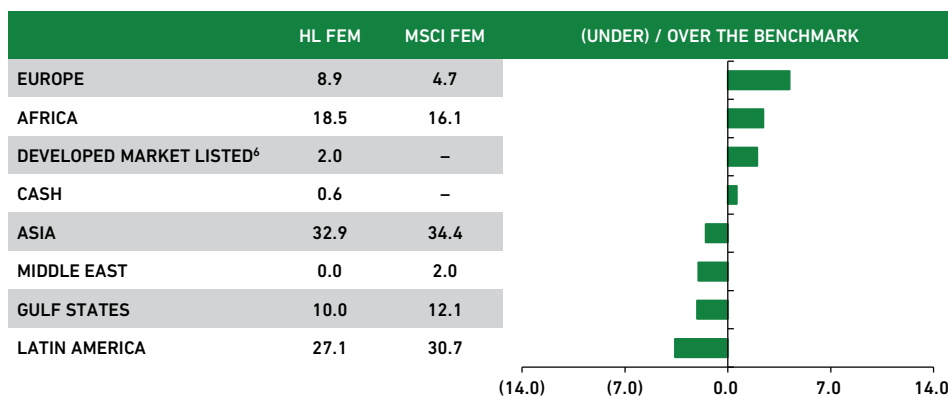 HL FEM MSCI FEM (UNDER) / OVER THE BENCHMARK
EUROPE 8.9 4.7
AFRICA 18.5 16.1
DEVELOPED MARKET LISTED⁶ 2.0 –
CASH 0.6 –
ASIA 32.9 34.4
MIDDLE EAST 0.0 2.0
GULF STATES 10.0 12.1
LATIN AMERICA 27.1 30.7
(14.0) (7.0) 0.0 7.0 14.0